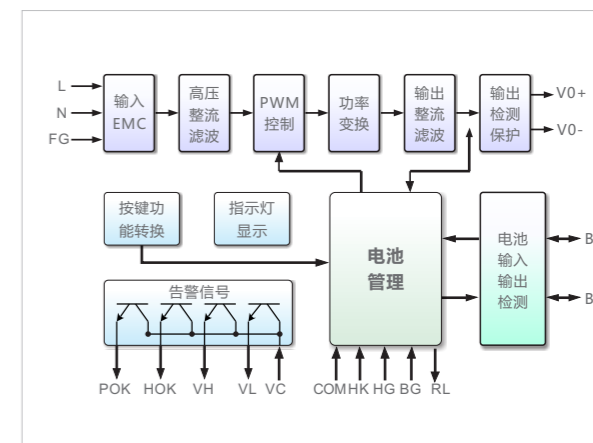 L
N
FG
输入
EMC
高压
整流
滤波
PWM
控制
功率
变换
输出
整流
滤波
输出
检测
保护
V0+
V0-
按键功
能转换
指示灯
显示
电池
管理
电池
输入
输出
检测
B
B
告警信号
POK HOK VH VL VC
COM HK HG BG RL